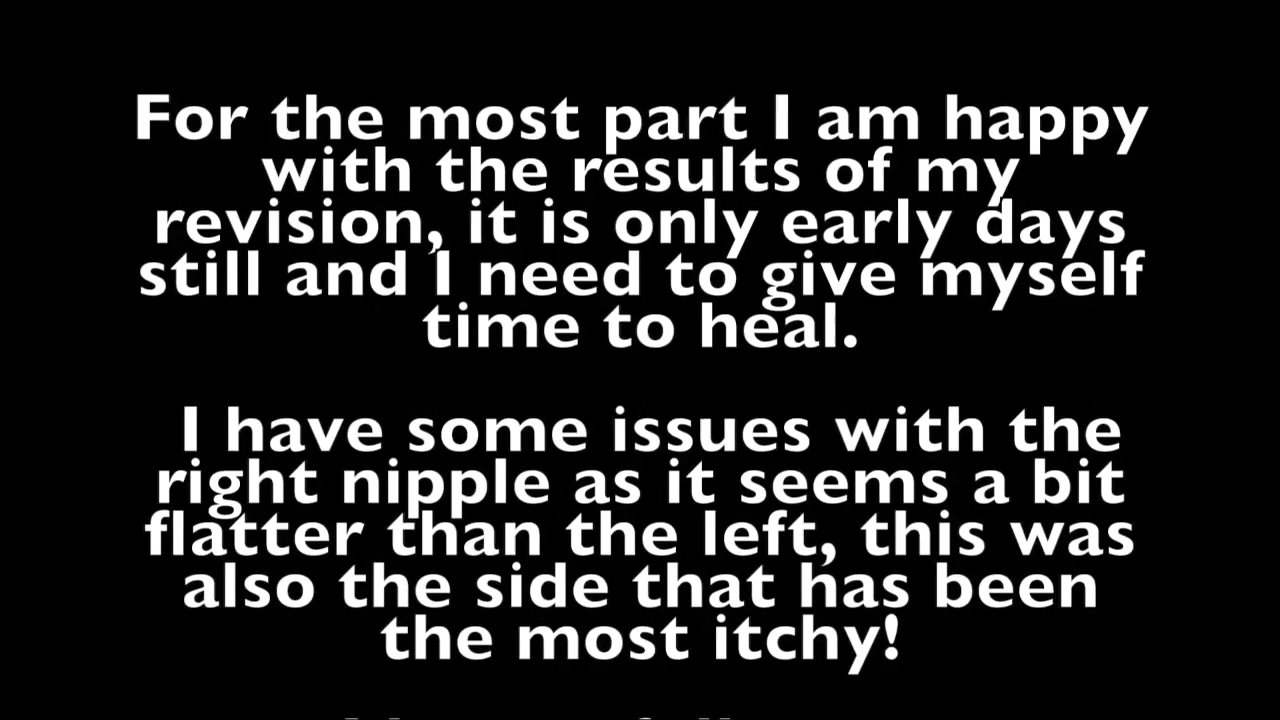 For the most part I am happy
with the results of my
revision, it is only early days
still and I need to give myself
time to heal.
I have some issues with the
right nipple as it seems a bit
flatter than the left, this was
also the side that has been
the most itchy!